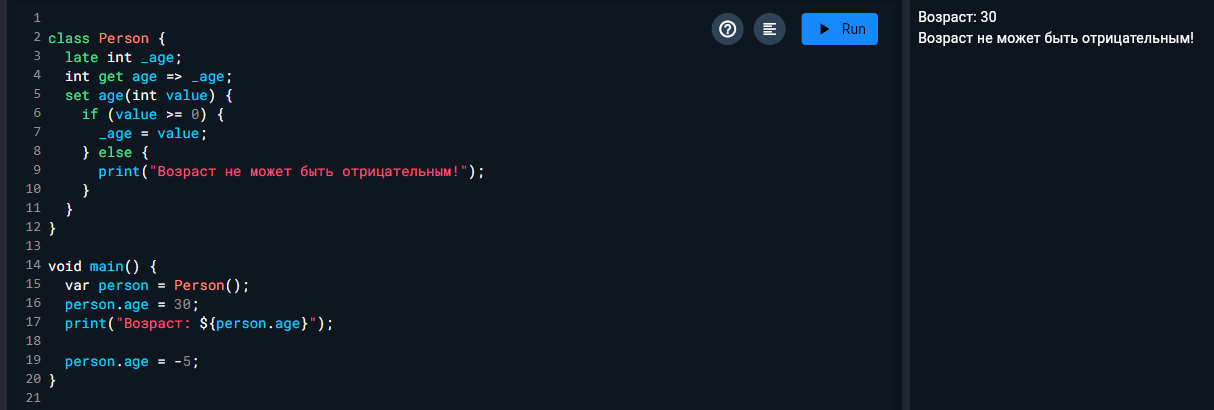 1
2 class Person {
3   late int _age;
4   int get age => _age;
5   set age(int value) {
6     if (value >= 0) {
7       _age = value;
8     } else {
9       print("Возраст не может быть отрицательным!");
10     }
11   }
12 }
13
14 void main() {
15   var person = Person();
16   person.age = 30;
17   print("Возраст: ${person.age}");
18
19   person.age = -5;
20 }
21
Run
Возраст: 30
Возраст не может быть отрицательным!